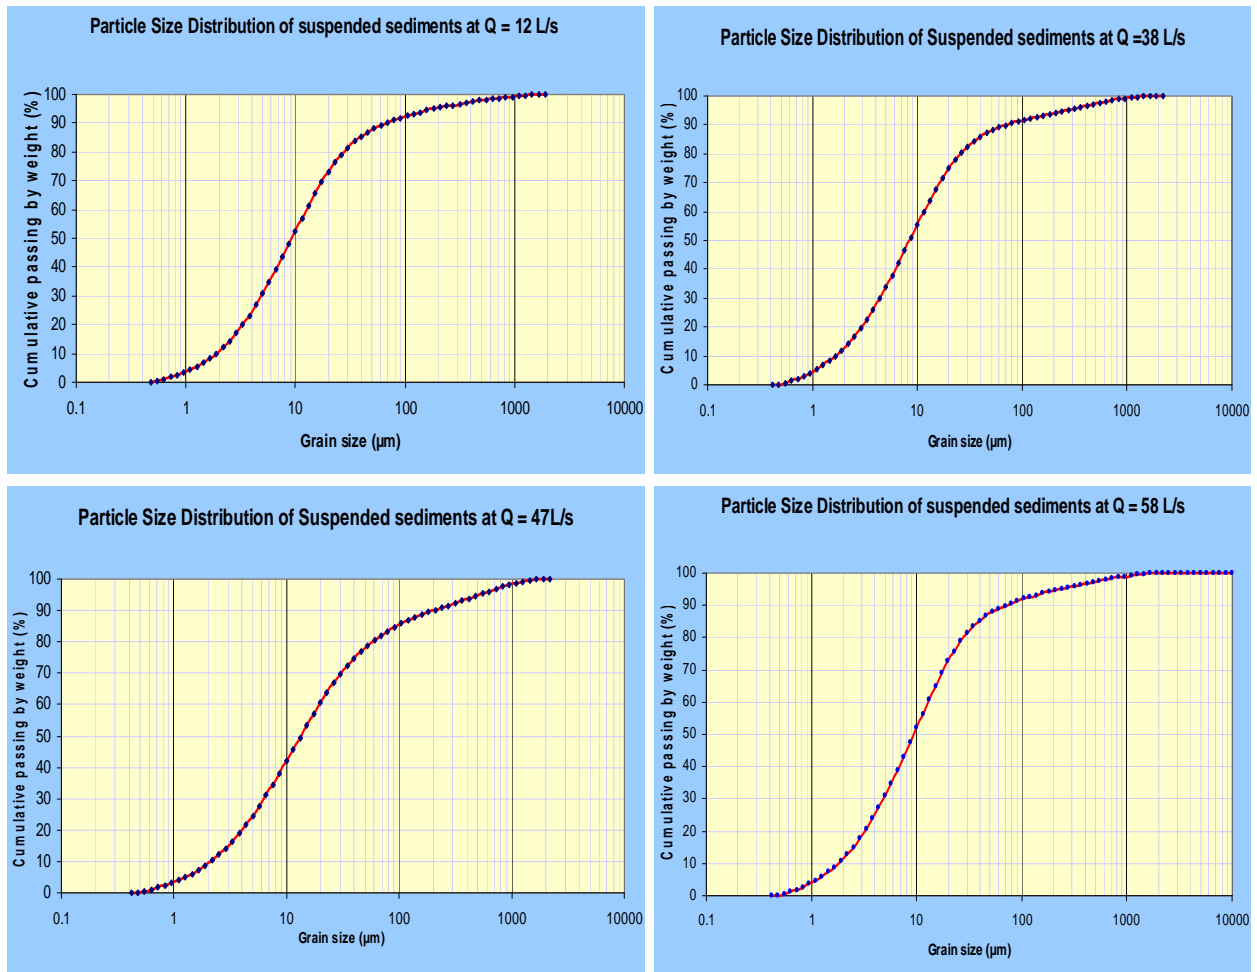 Particle Size Distribution of suspended sediments at Q = 12 L/s
Cumulative passing by weight (%)
100
90
80
70
60
50
40
30
20
10
0
0.1 1 10 100 1000 10000
Grain size (µm)
Particle Size Distribution of Suspended sediments at Q =38 L/s
Cumulative passing by weight (%)
100
90
80
70
60
50
40
30
20
10
0
0.1 1 10 100 1000 10000
Grain size (µm)
Particle Size Distribution of Suspended sediments at Q = 47L/s
Cumulative passing by weight (%)
100
90
80
70
60
50
40
30
20
10
0
0.1 1 10 100 1000 10000
Grain size (µm)
Particle Size Distribution of suspended sediments at Q = 58 L/s
Cumulative passing by weight (%)
100
90
80
70
60
50
40
30
20
10
0
0.1 1 10 100 1000 10000
Grain size (µm)